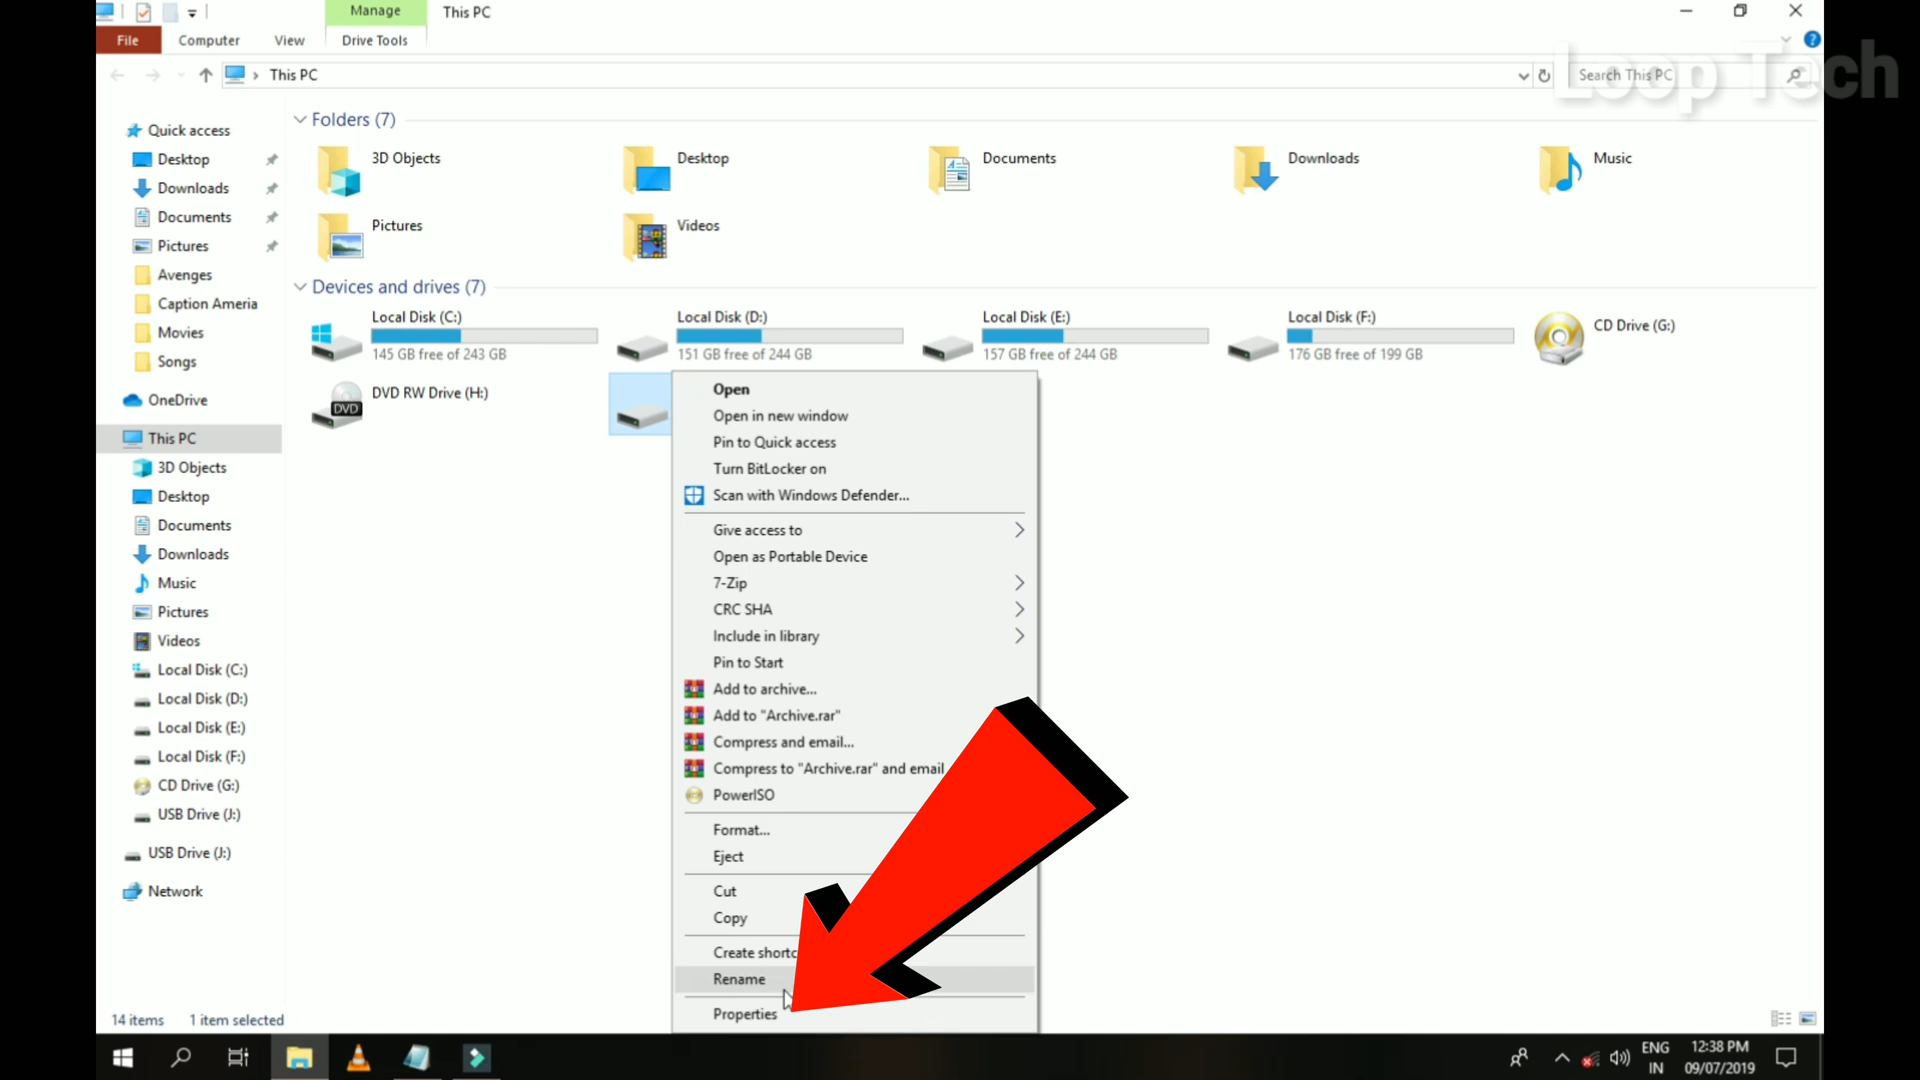 Manage
This PC
File
Computer
View
Drive Tools
This PC
Search This PC
Loop Tech
Quick access
Desktop
Downloads
Documents
Pictures
Avenges
Caption Ameria
Movies
Songs
OneDrive
This PC
3D Objects
Desktop
Documents
Downloads
Music
Pictures
Videos
Local Disk (C:)
Local Disk (D:)
Local Disk (E:)
Local Disk (F:)
CD Drive (G:)
USB Drive (J:)
USB Drive (J:)
Network
Folders (7)
3D Objects
Desktop
Documents
Downloads
Music
Pictures
Videos
Devices and drives (7)
Local Disk (C:)
145 GB free of 243 GB
Local Disk (D:)
151 GB free of 244 GB
Local Disk (E:)
157 GB free of 244 GB
Local Disk (F:)
176 GB free of 199 GB
CD Drive (G:)
DVD
DVD RW Drive (H:)
Open
Open in new window
Pin to Quick access
Turn BitLocker on
Scan with Windows Defender...
Give access to
Open as Portable Device
7-Zip
CRC SHA
Include in library
Pin to Start
Add to archive...
Add to "Archive.rar"
Compress and email...
Compress to "Archive.rar" and email
PowerISO
Format...
Eject
Cut
Copy
Create shortc
Rename
Properties
14 items
1 item selected
ENG
IN
12:38 PM
09/07/2019